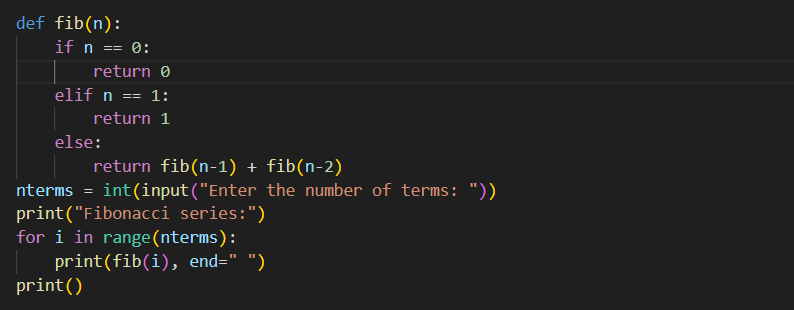 def fib(n):
    if n == 0:
        return 0
    elif n == 1:
        return 1
    else:
        return fib(n-1) + fib(n-2)
nterms = int(input("Enter the number of terms: "))
print("Fibonacci series:")
for i in range(nterms):
    print(fib(i), end=" ")
print()